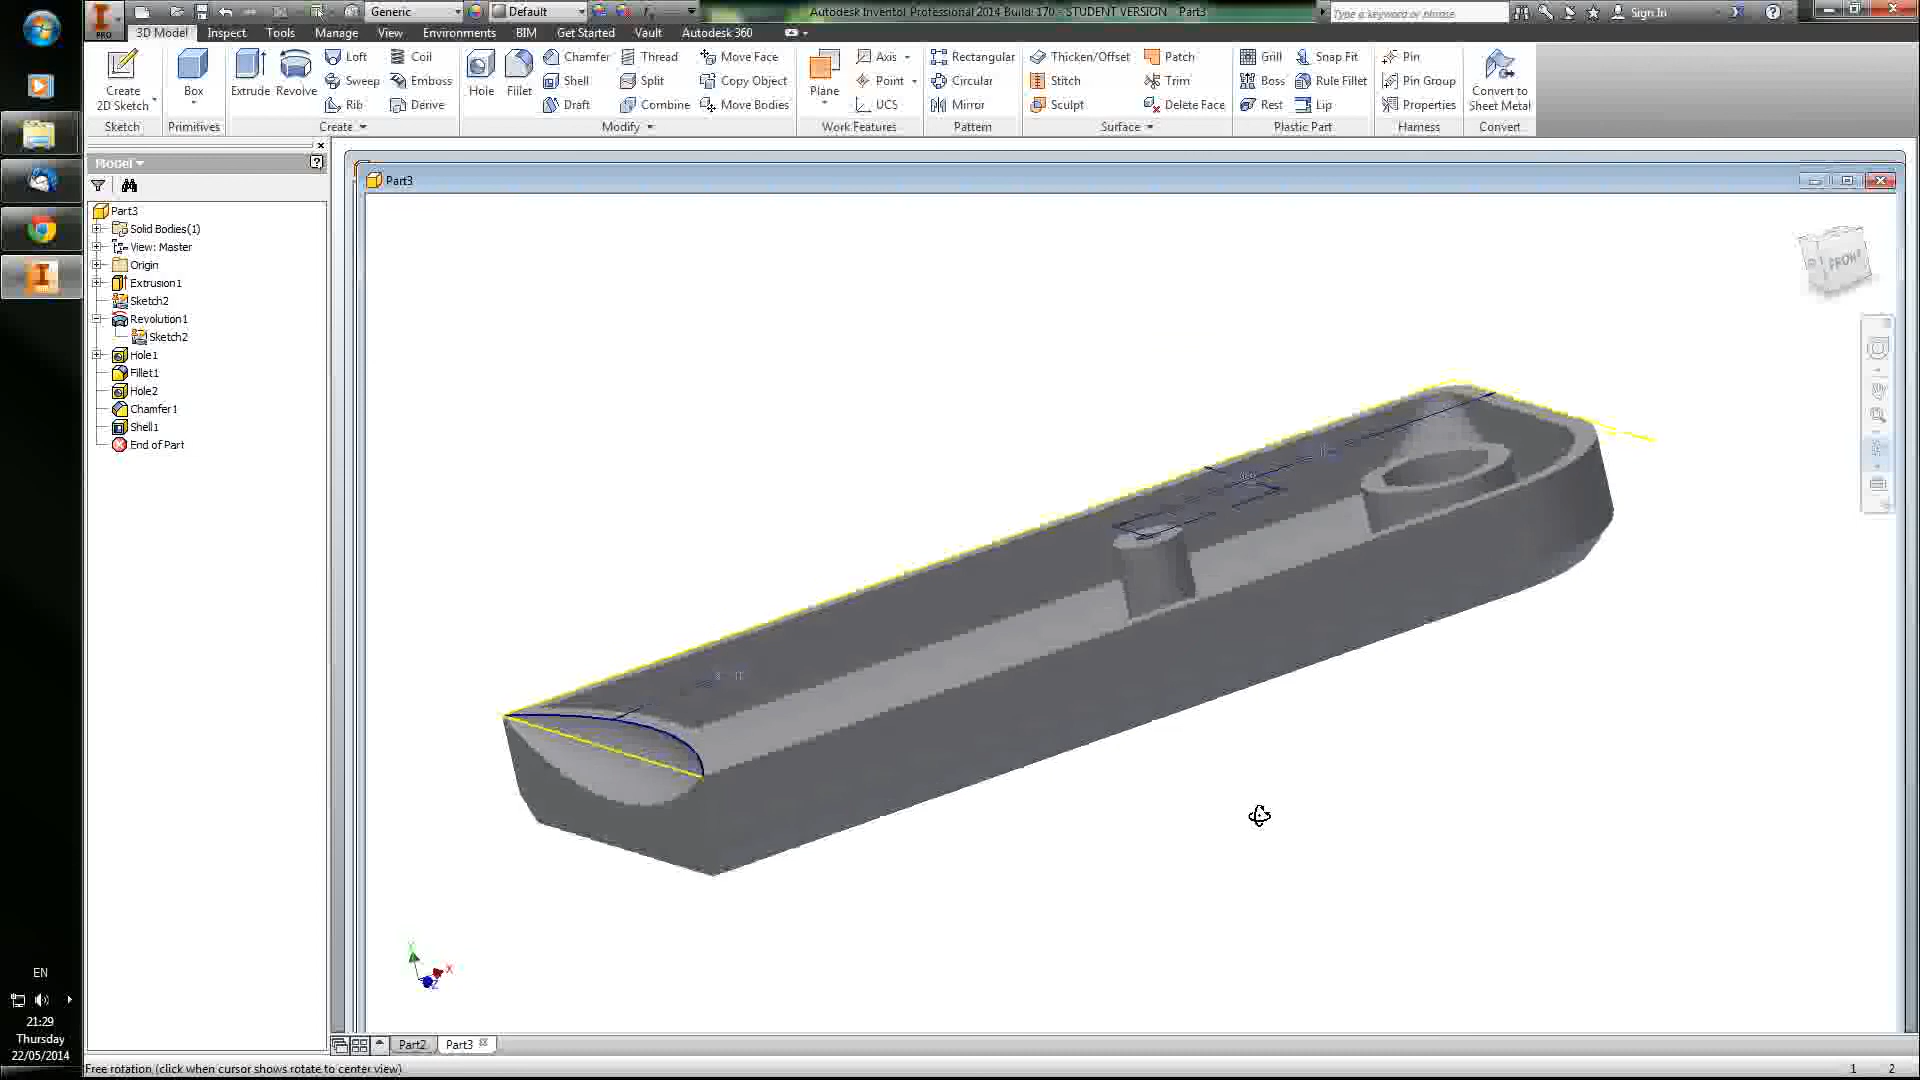 Generic
Default
Autodesk Inventor Professional 2014 Build: 170 - STUDENT VERSION Part3
Type a keyword or phrase
Sign In
PRO
3D Model
Inspect
Tools
Manage
View
Environments
BIM
Get Started
Vault
Autodesk 360
Create
2D Sketch
Box
Extrude
Revolve
Loft
Sweep
Rib
Coil
Emboss
Derive
Hole
Fillet
Chamfer
Shell
Draft
Thread
Split
Combine
Move Face
Copy Object
Move Bodies
Plane
Axis
Point
UCS
Rectangular
Circular
Mirror
Thicken/Offset
Stitch
Sculpt
Patch
Trim
Delete Face
Grill
Boss
Rest
Snap Fit
Rule Fillet
Lip
Pin
Pin Group
Properties
Convert to
Sheet Metal
Sketch
Primitives
Create
Modify
Work Features
Pattern
Surface
Plastic Part
Harness
Convert
Model
Part3
Solid Bodies(1)
View: Master
Origin
Extrusion1
Sketch2
Revolution1
Sketch2
Hole1
Fillet1
Hole2
Chamfer1
Shell1
End of Part
Part3
FRONT
Y
X
Z
EN
21:29
Thursday
22/05/2014
Part2
Part3
Free rotation (click when cursor shows rotate to center view)
1
2